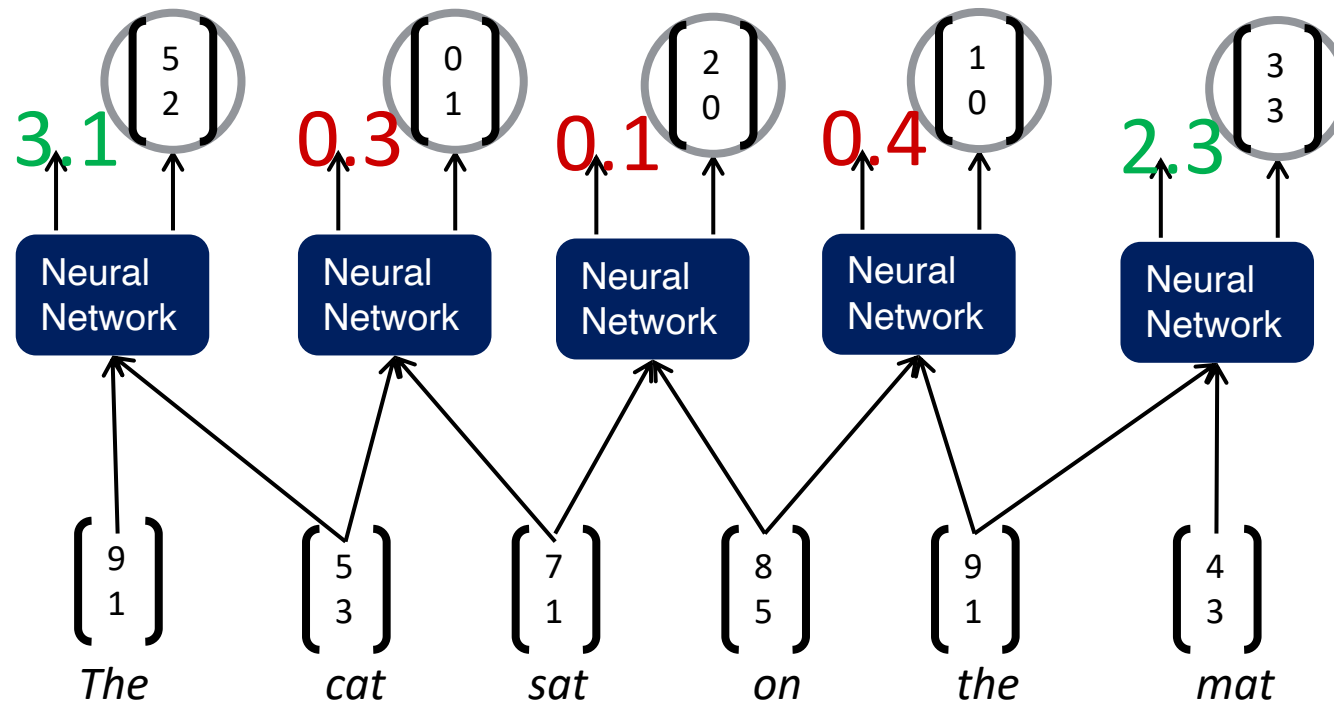 5 0 2 1 3
2 1 0 0 3
3.1 0.3 0.1 0.4 2.3
Neural Neural Neural Neural Neural
Network Network Network Network Network
9 5 7 8 9 4
1 3 1 5 1 3
The cat sat on the mat